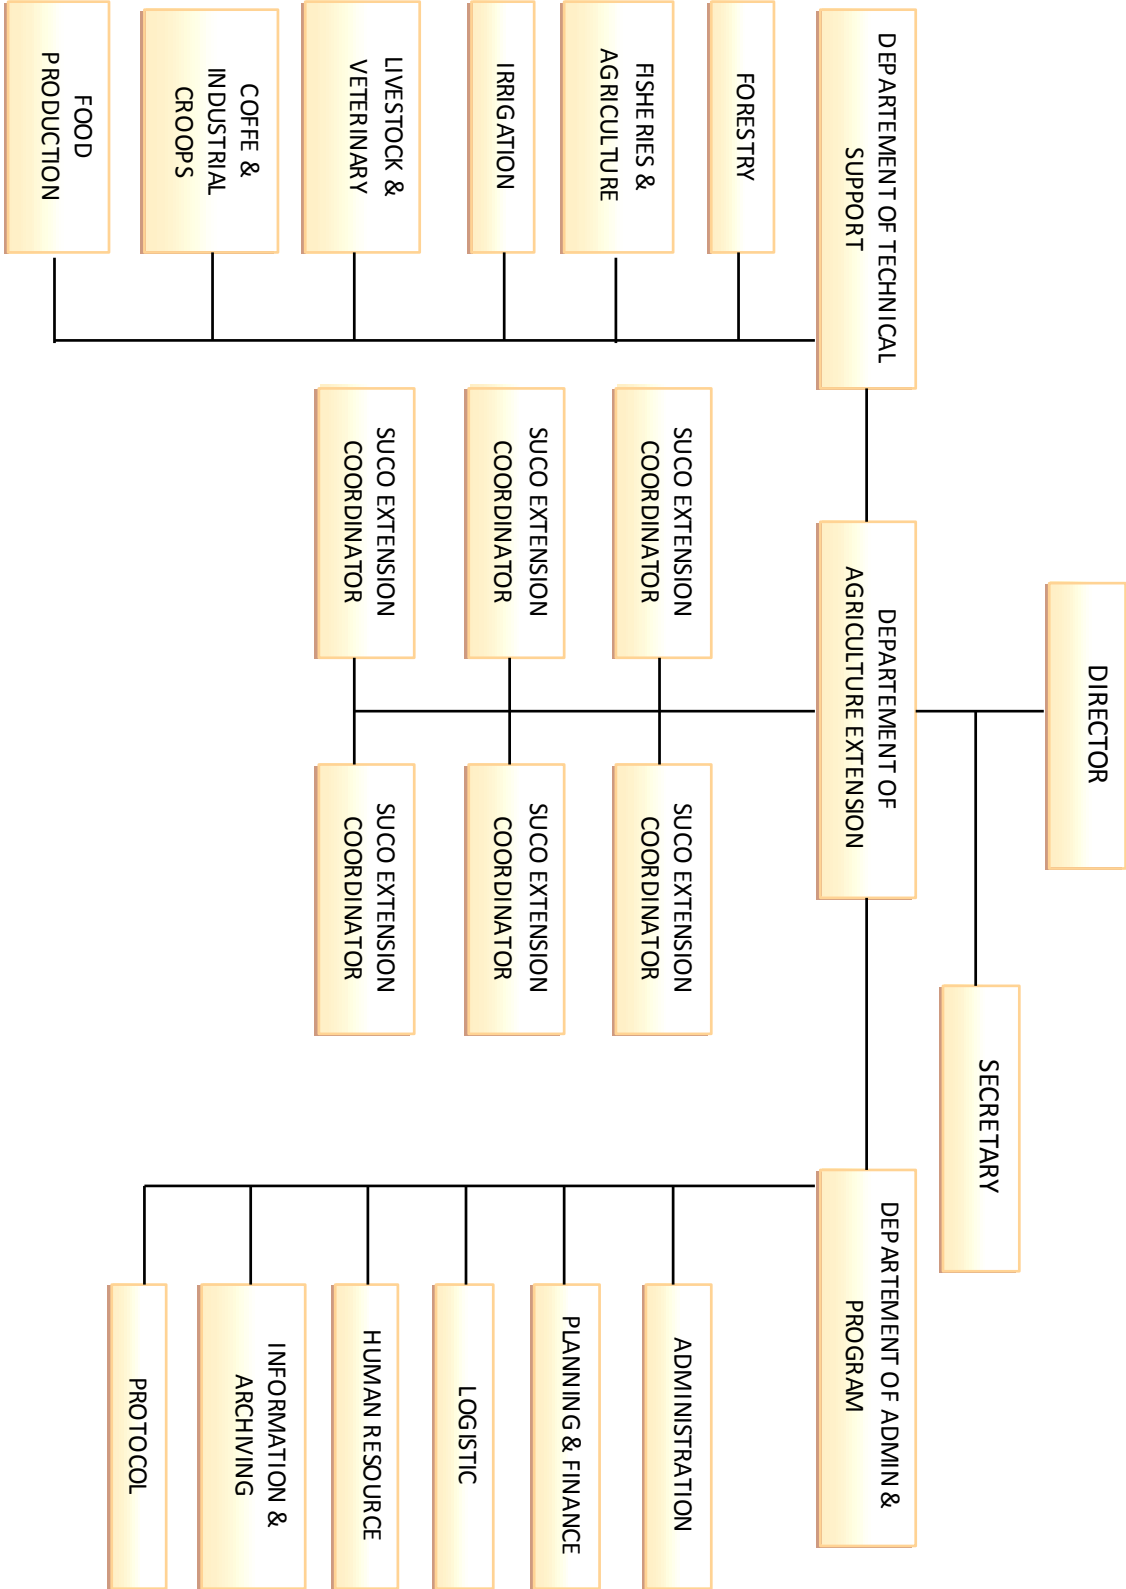 DIRECTOR
SECRETARY
DEPARTEMENT OF TECHNICAL
SUPPORT
DEPARTEMENT OF
AGRICULTURE EXTENSION
DEPARTEMENT OF ADMIN &
PROGRAM
FORESTRY
FISHERIES &
AGRICULTURE
IRRIGATION
LIVESTOCK &
VETERINARY
COFFE &
INDUSTRIAL
CROOPS
FOOD
PRODUCTION
SUCO EXTENSION
COORDINATOR
SUCO EXTENSION
COORDINATOR
SUCO EXTENSION
COORDINATOR
SUCO EXTENSION
COORDINATOR
SUCO EXTENSION
COORDINATOR
SUCO EXTENSION
COORDINATOR
ADMINISTRATION
PLANNING & FINANCE
LOGISTIC
HUMAN RESOURCE
INFORMATION &
ARCHIVING
PROTOCOL